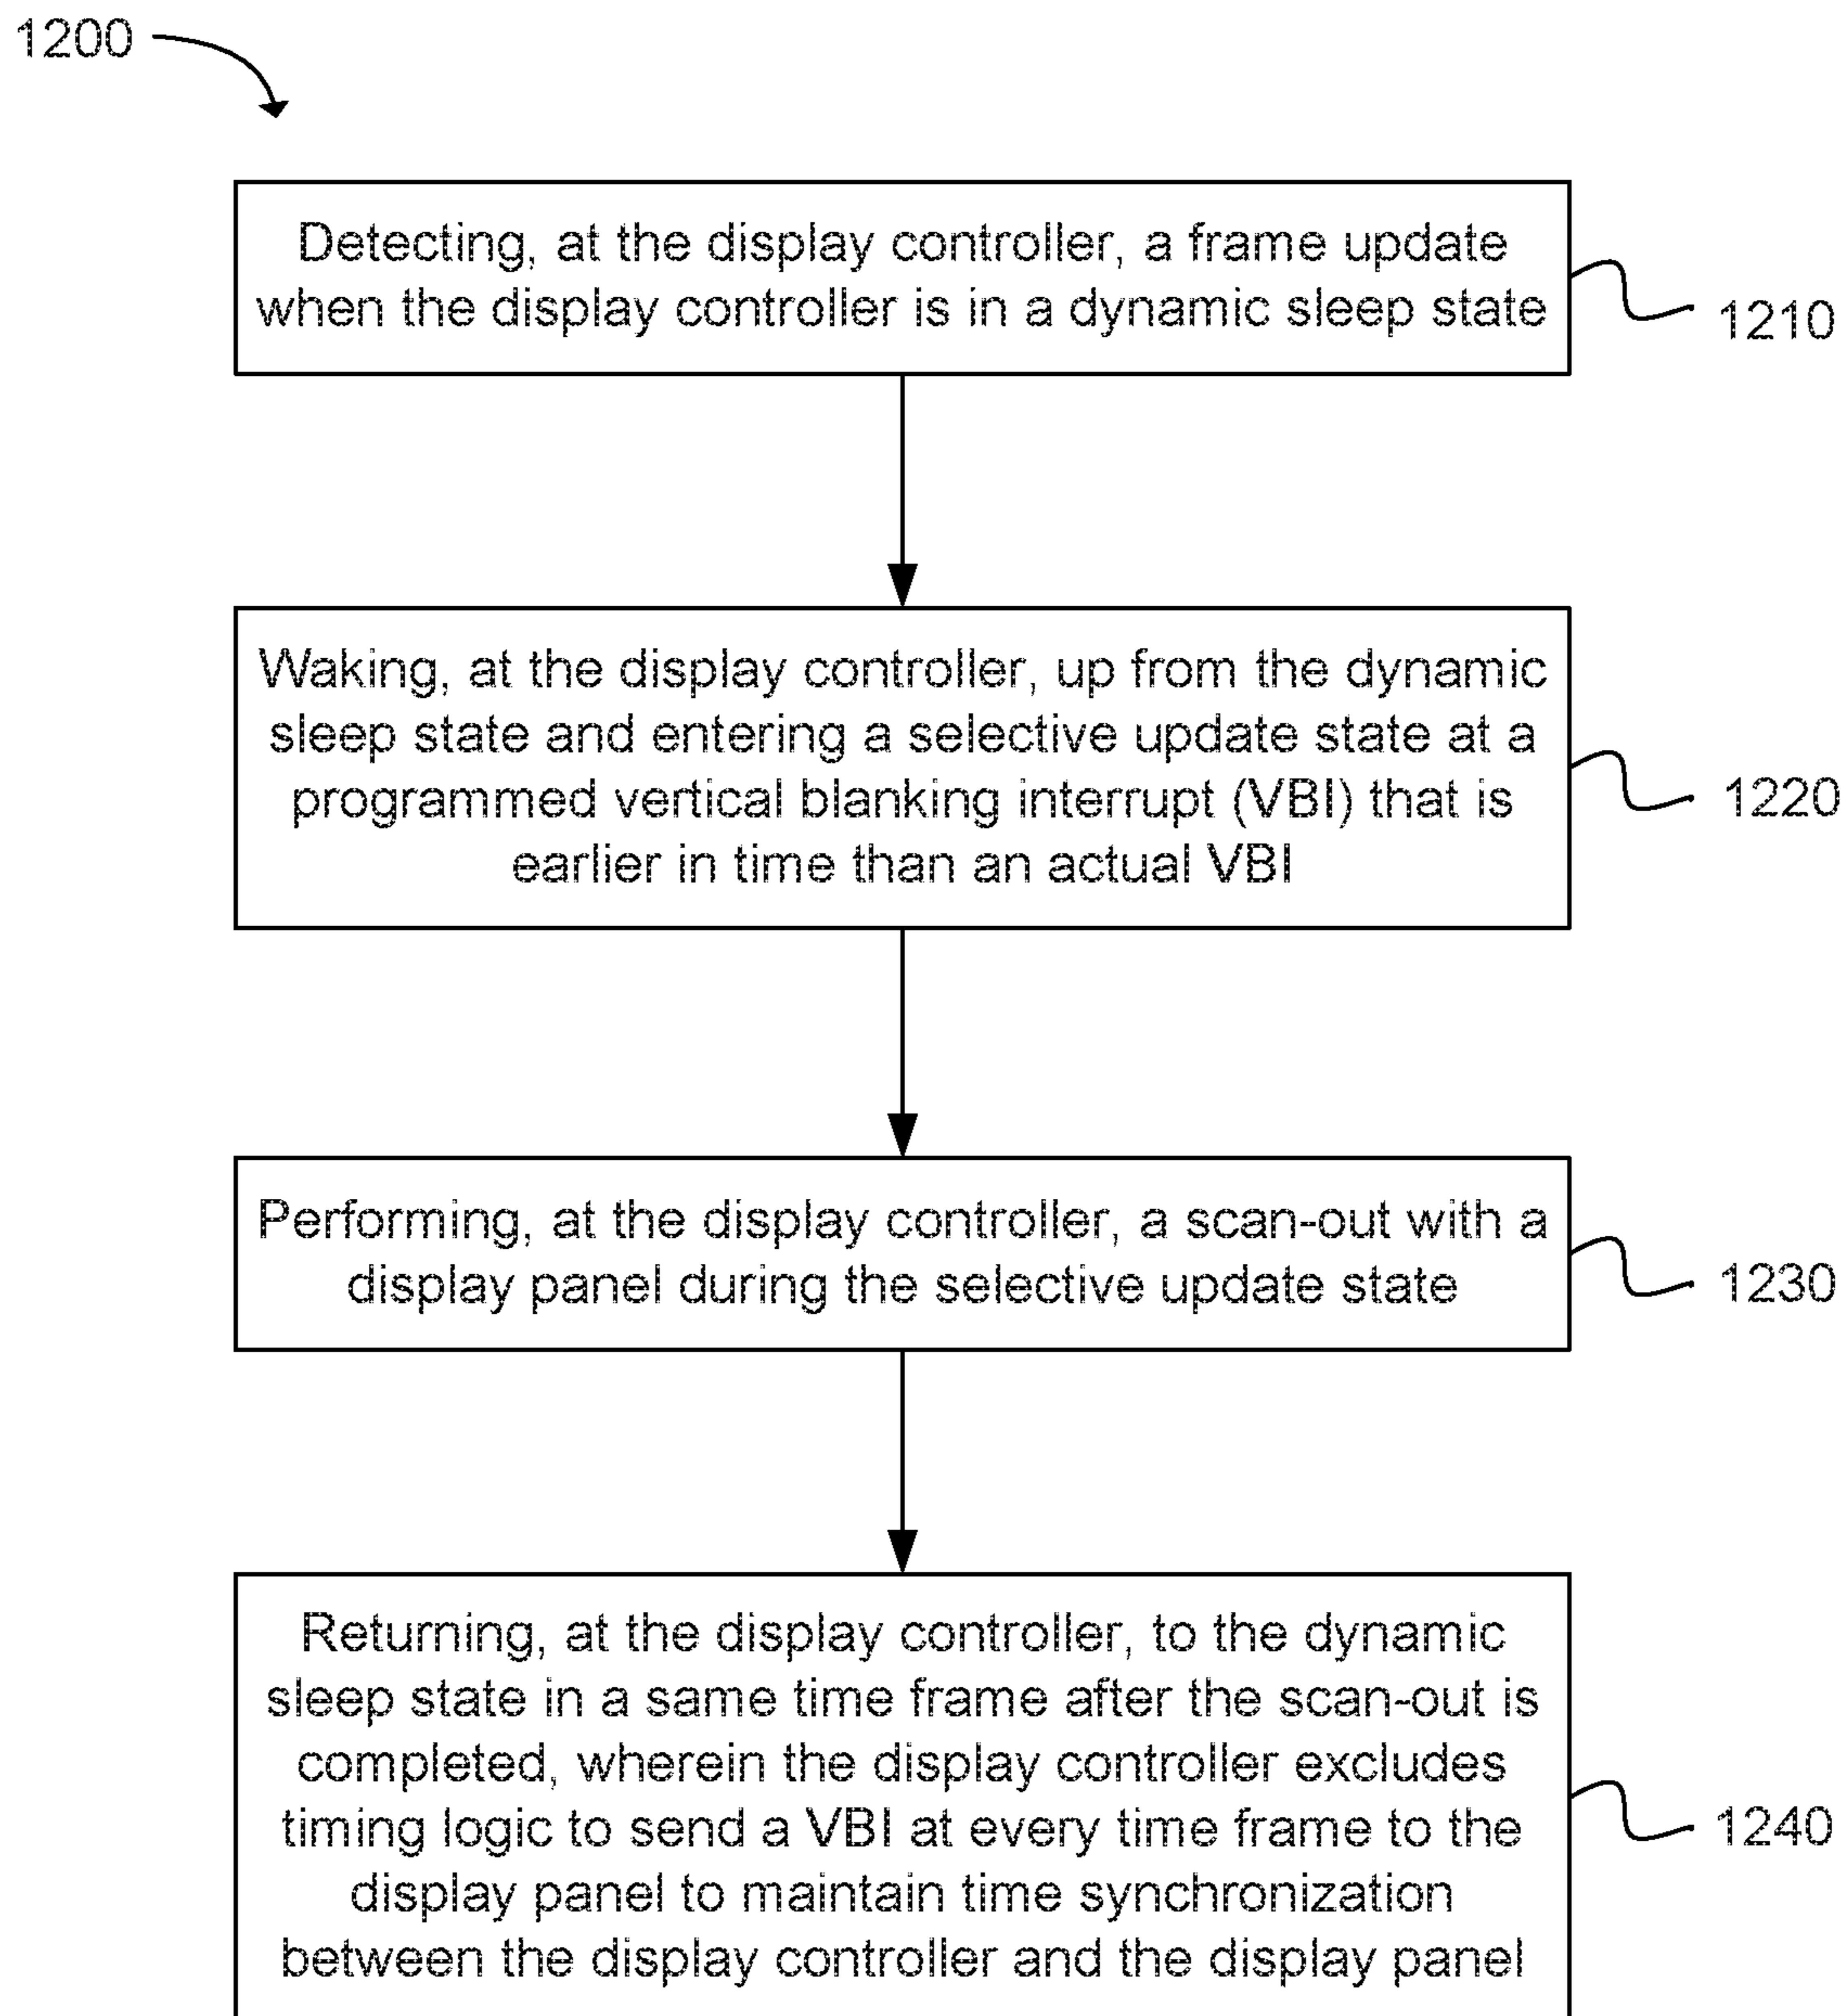 1200
Detecting, at the display controller, a frame update
when the display controller is in a dynamic sleep state
1210
Waking, at the display controller, up from the dynamic
sleep state and entering a selective update state at a
programmed vertical blanking interrupt (VBI) that is
earlier in time than an actual VBI
1220
Performing, at the display controller, a scan-out with a
display panel during the selective update state
1230
Returning, at the display controller, to the dynamic
sleep state in a same time frame after the scan-out is
completed, wherein the display controller excludes
timing logic to send a VBI at every time frame to the
display panel to maintain time synchronization
between the display controller and the display panel
1240